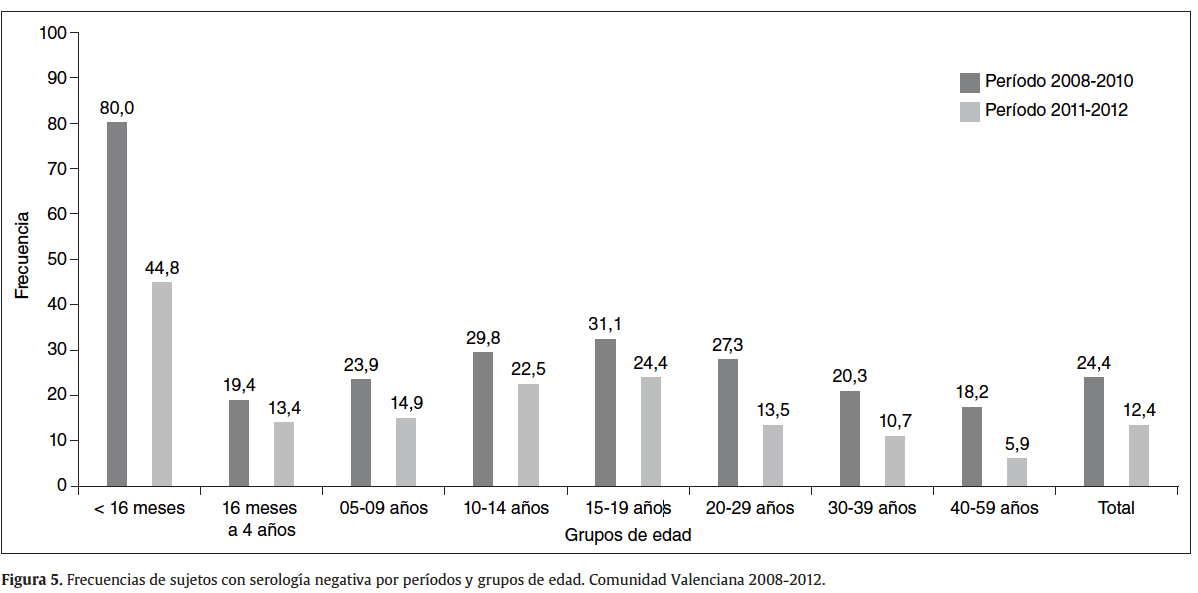 100
90
80
70
60
50
40
30
20
10
0
Frecuencia
Período 2008-2010
Período 2011-2012
80,0
44,8
19,4
13,4
23,9
14,9
29,8
22,5
31,1
24,4
27,3
13,5
20,3
10,7
18,2
5,9
24,4
12,4
< 16 meses
16 meses
a 4 años
05-09 años
10-14 años
15-19 años
20-29 años
30-39 años
40-59 años
Total
Grupos de edad
Figura 5. Frecuencias de sujetos con serología negativa por períodos y grupos de edad. Comunidad Valenciana 2008-2012.